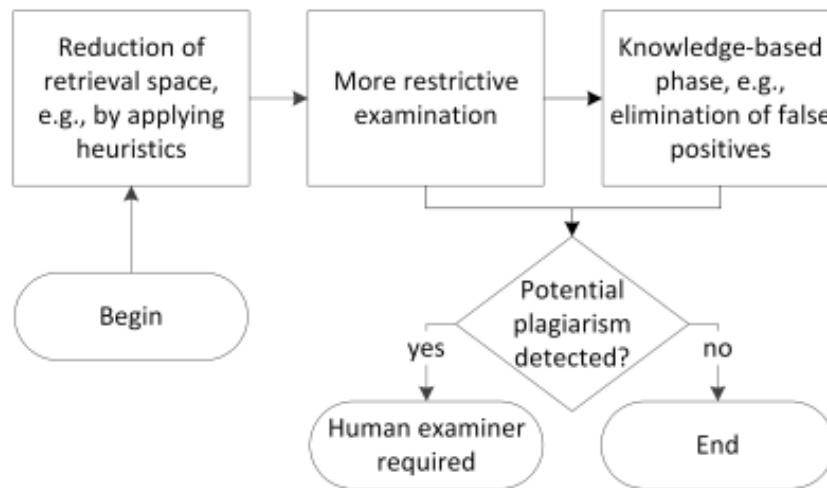 Reduction of
retrieval space,
e.g., by applying
heuristics
More restrictive
examination
Knowledge-based
phase, e.g.,
elimination of false
positives
Begin
Potential
plagiarism
detected?
yes
no
Human examiner
required
End